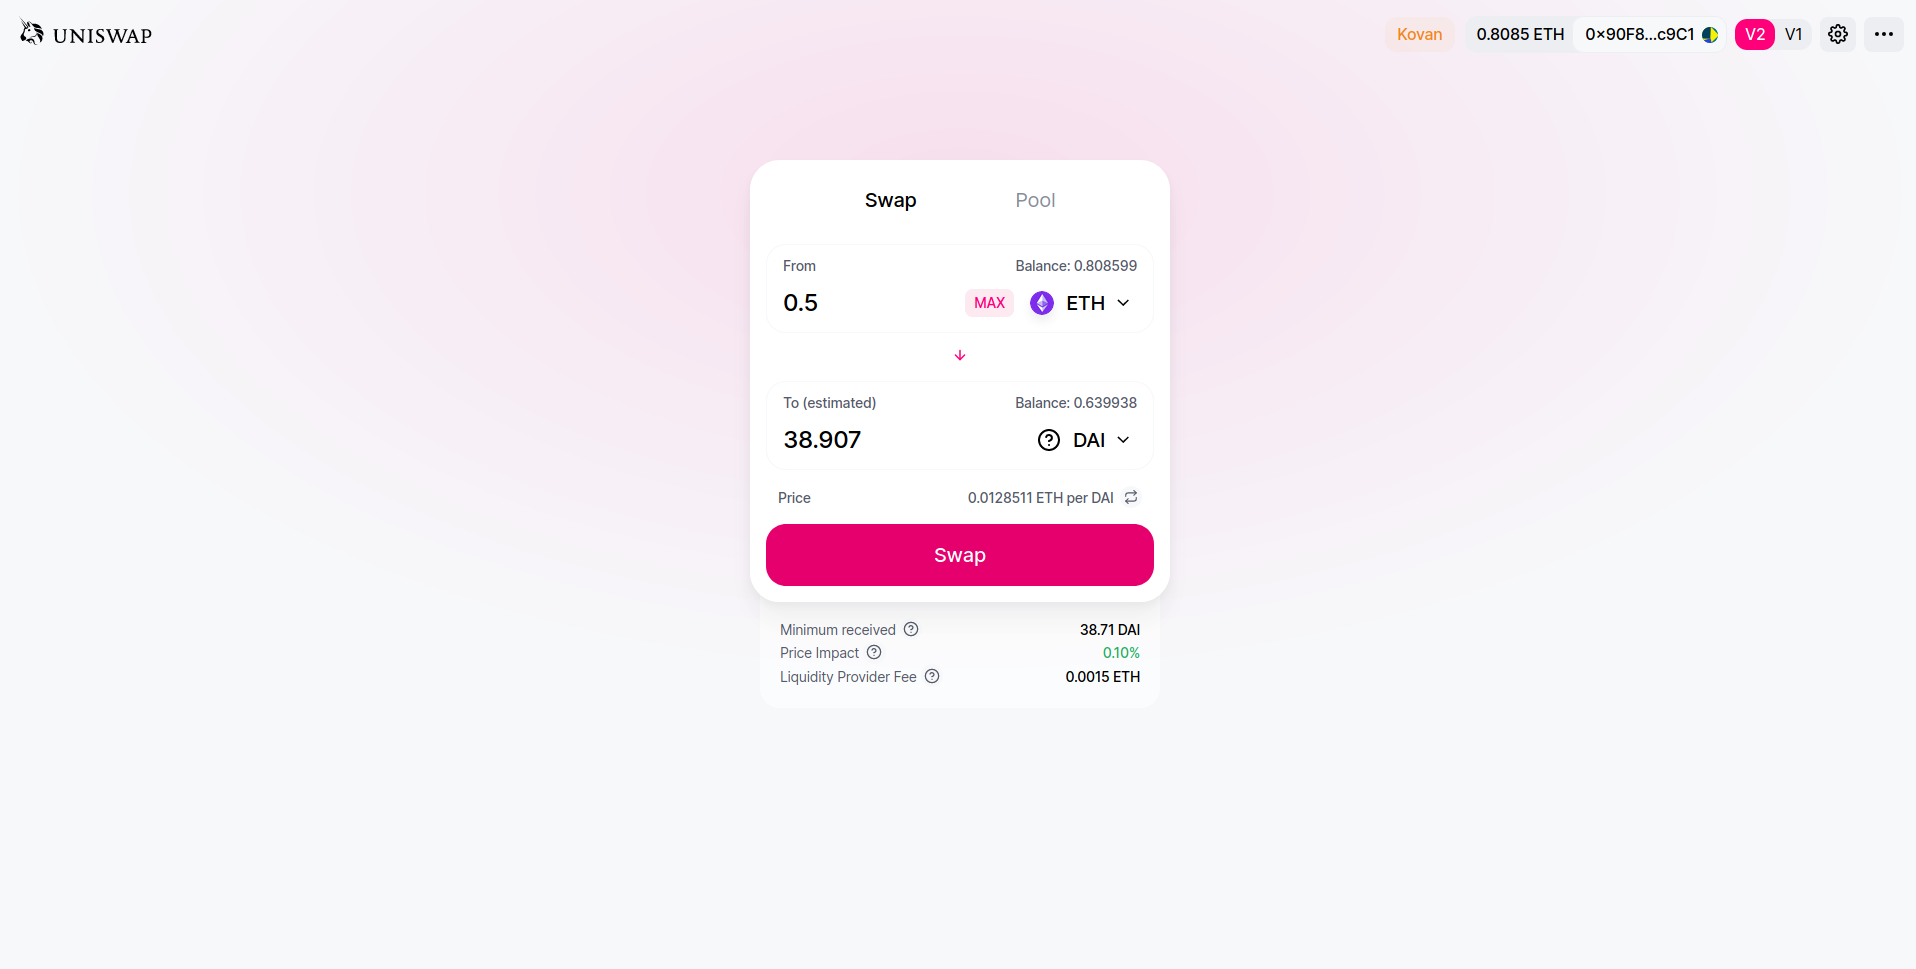 UNISWAP
Kovan 0.8085 ETH 0x90F8...c9C1 V2 V1
Swap Pool
From Balance: 0.808599
0.5 MAX ETH
To (estimated) Balance: 0.639938
38.907 DAI
Price 0.0128511 ETH per DAI
Swap
Minimum received 38.71 DAI
Price Impact 0.10%
Liquidity Provider Fee 0.0015 ETH